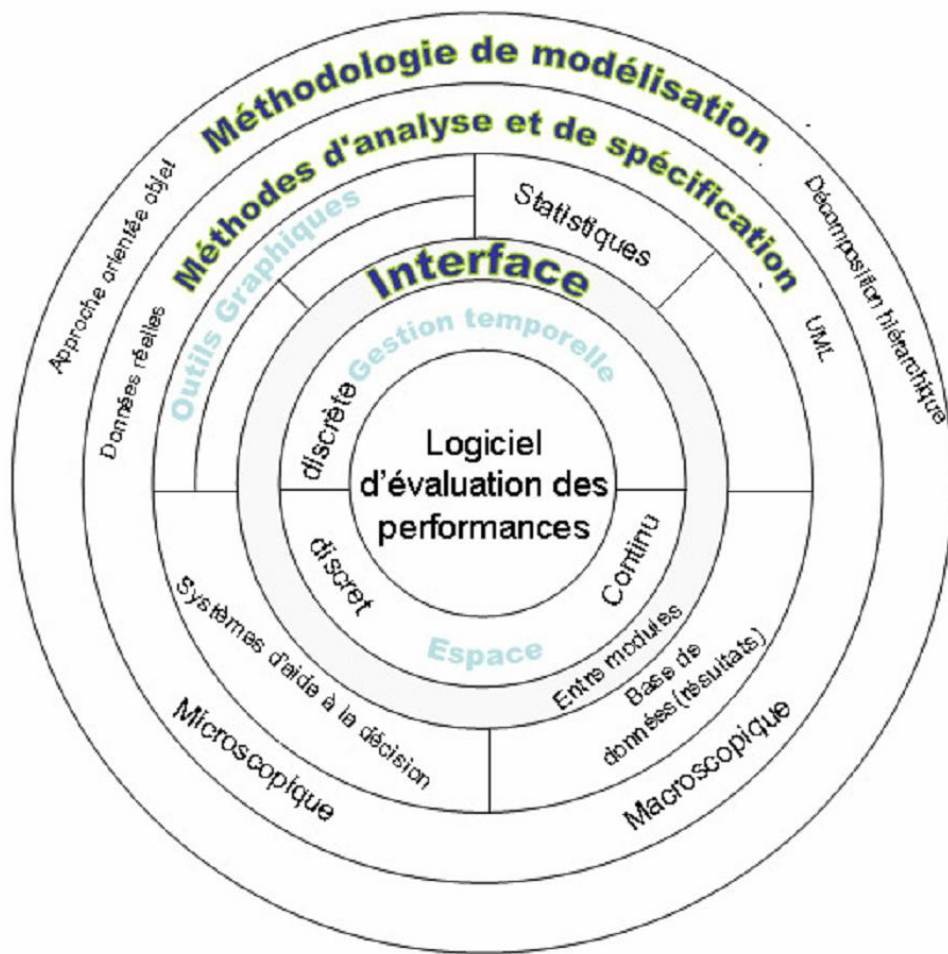 Méthodologie de modélisation
Méthodes d'analyse et de spécification
Approche orientée objet
Décomposition hiérarchique
Données réelles
UML
Outils Graphiques
Statistiques
Interface
Gestion temporelle
discrète
Logiciel
d'évaluation des
performances
discret
Continu
Espace
Entre modules
Base de
données(résultats)
Systèmes d'aide à la décision
Microscopique
Macroscopique